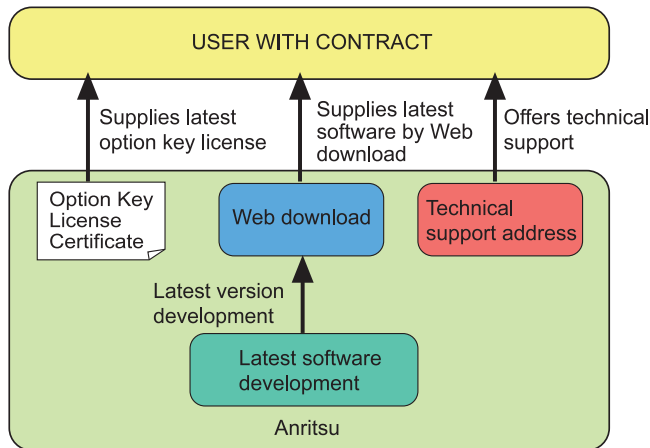 USER WITH CONTRACT
Supplies latest
option key license
Supplies latest
software by Web
download
Offers technical
support
Option Key
License
Certificate
Web download
Technical
support address
Latest version
development
Latest software
development
Anritsu